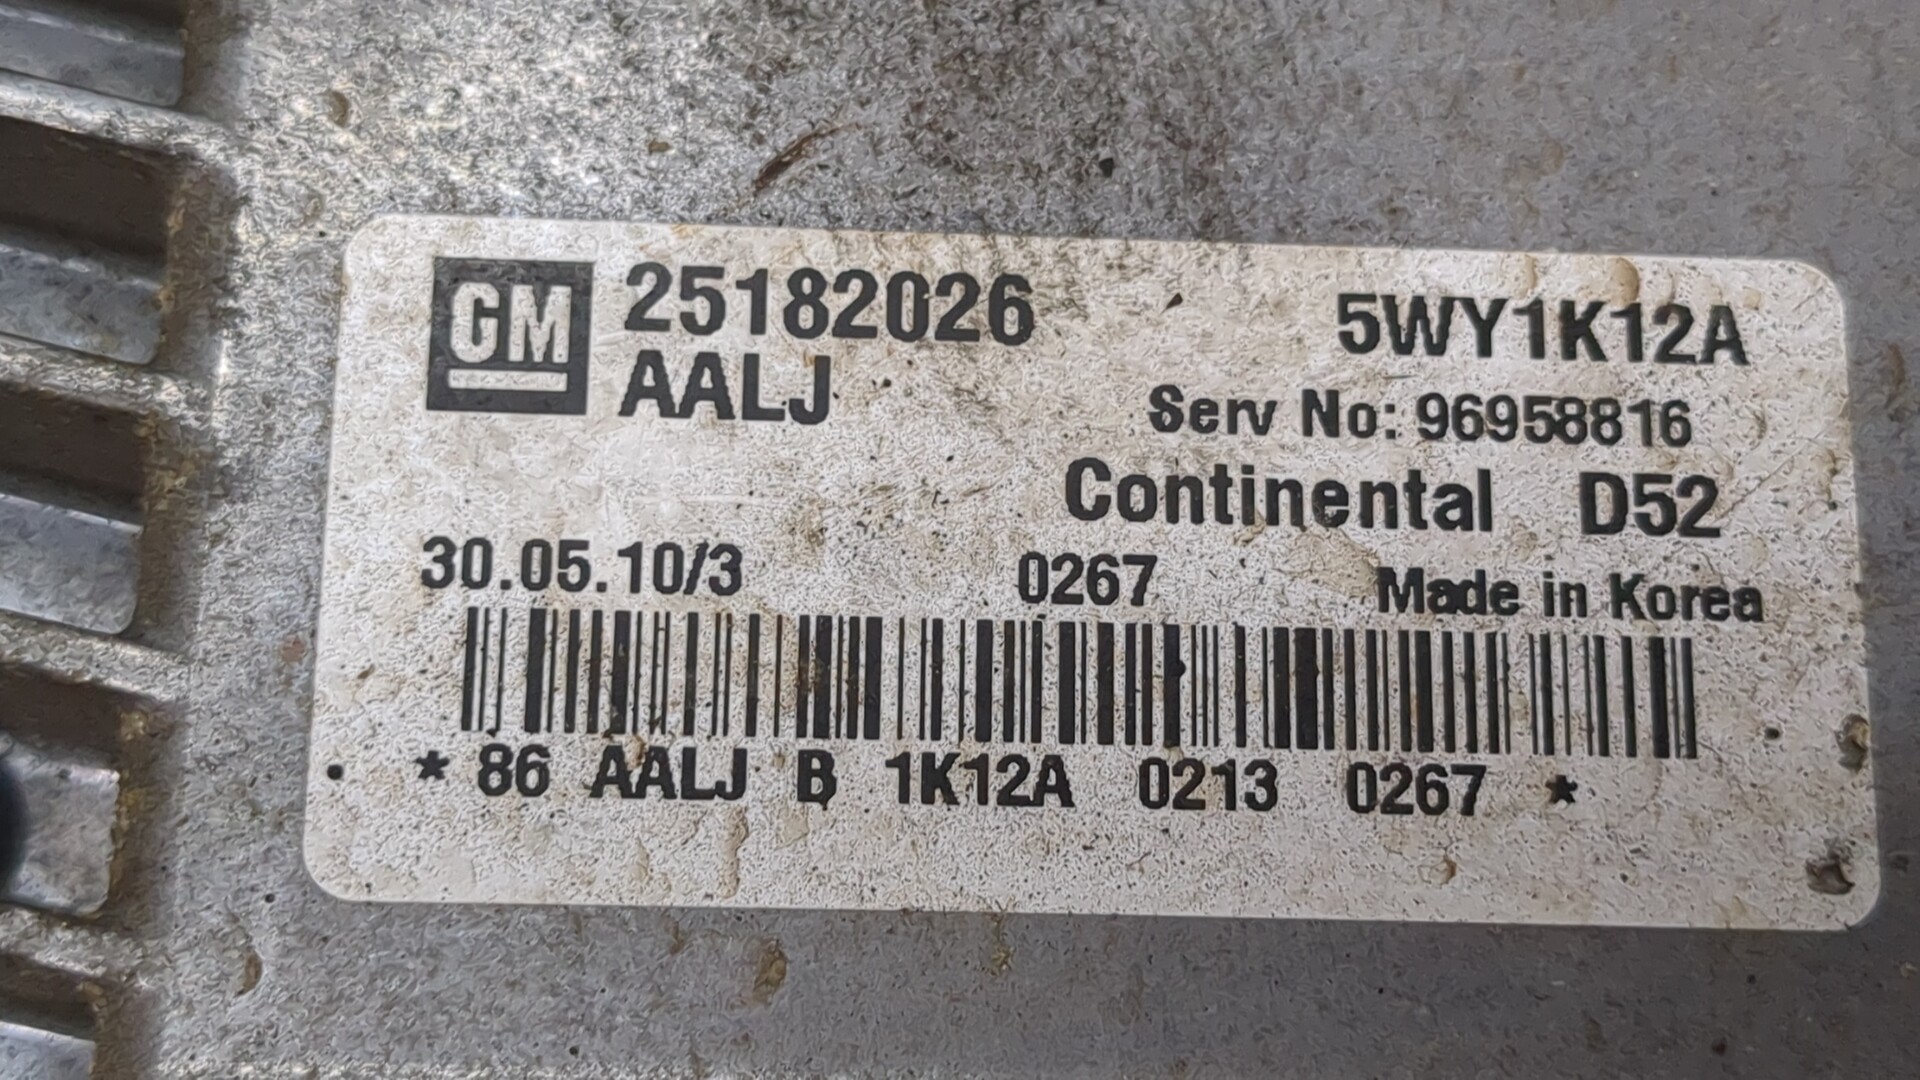 GM 25182026 5WY1K12A
AALJ Serv No: 96958816
Continental D52
30.05.10/3 0267 Made in Korea
* 86 AALJ B 1K12A 0213 0267 *